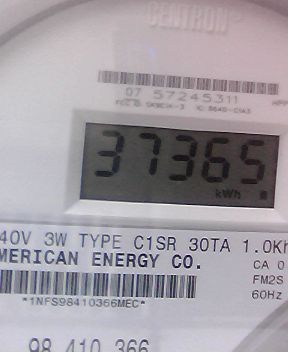 CENTRON
07 57245311
37365
kWh
40V 3W TYPE C1SR 30TA 1.0Kh
MERICAN ENERGY CO.
CA 0
FM2S
*1NFS98410366MEC*
60Hz
98 410 366